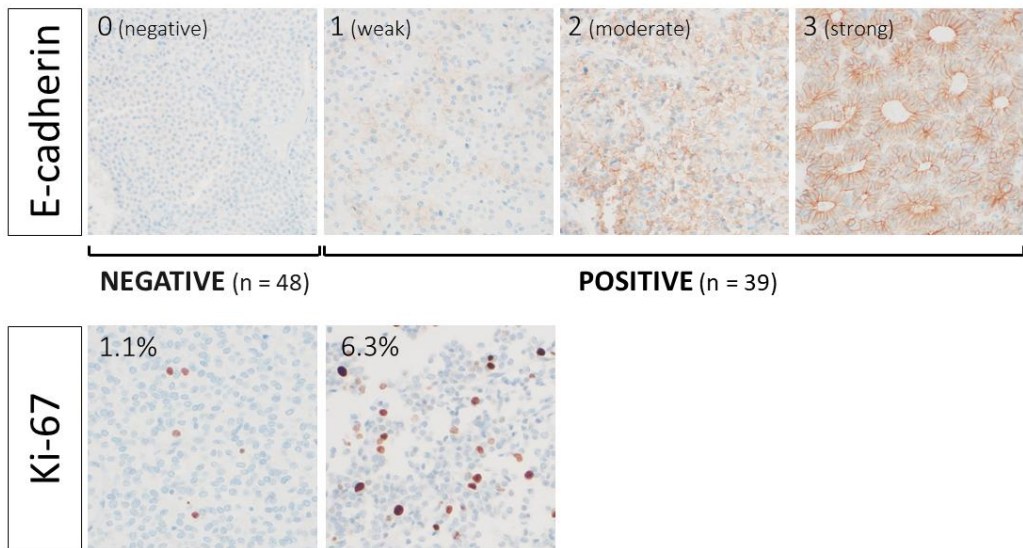 E-cadherin
0 (negative)
1 (weak)
2 (moderate)
3 (strong)
NEGATIVE (n = 48)
POSITIVE (n = 39)
Ki-67
1.1%
6.3%